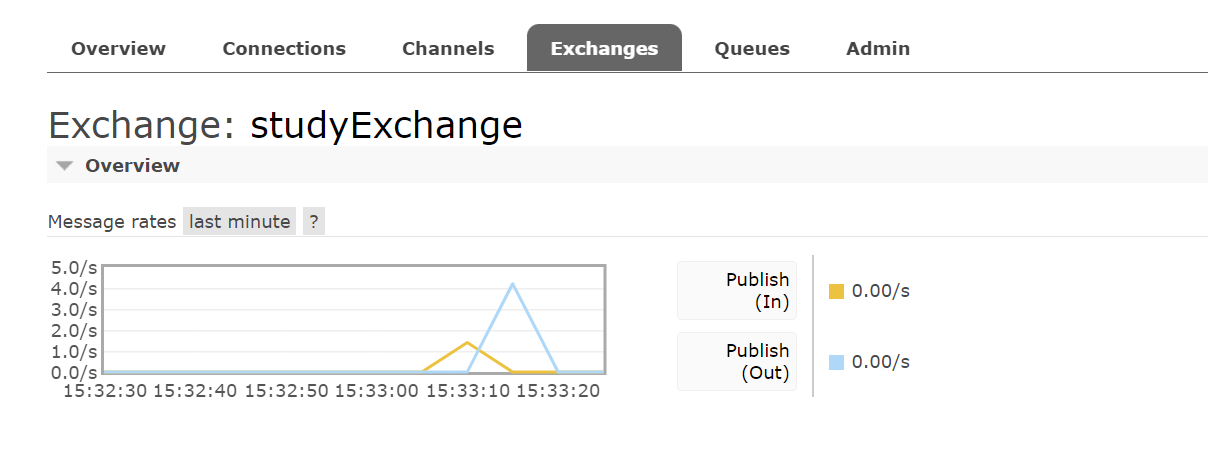 Overview Connections Channels Exchanges Queues Admin
Exchange: studyExchange
Overview
Message rates last minute ?
5.0/s
4.0/s
3.0/s
2.0/s
1.0/s
0.0/s
15:32:30 15:32:40 15:32:50 15:33:00 15:33:10 15:33:20
Publish
(In)
0.00/s
Publish
(Out)
0.00/s